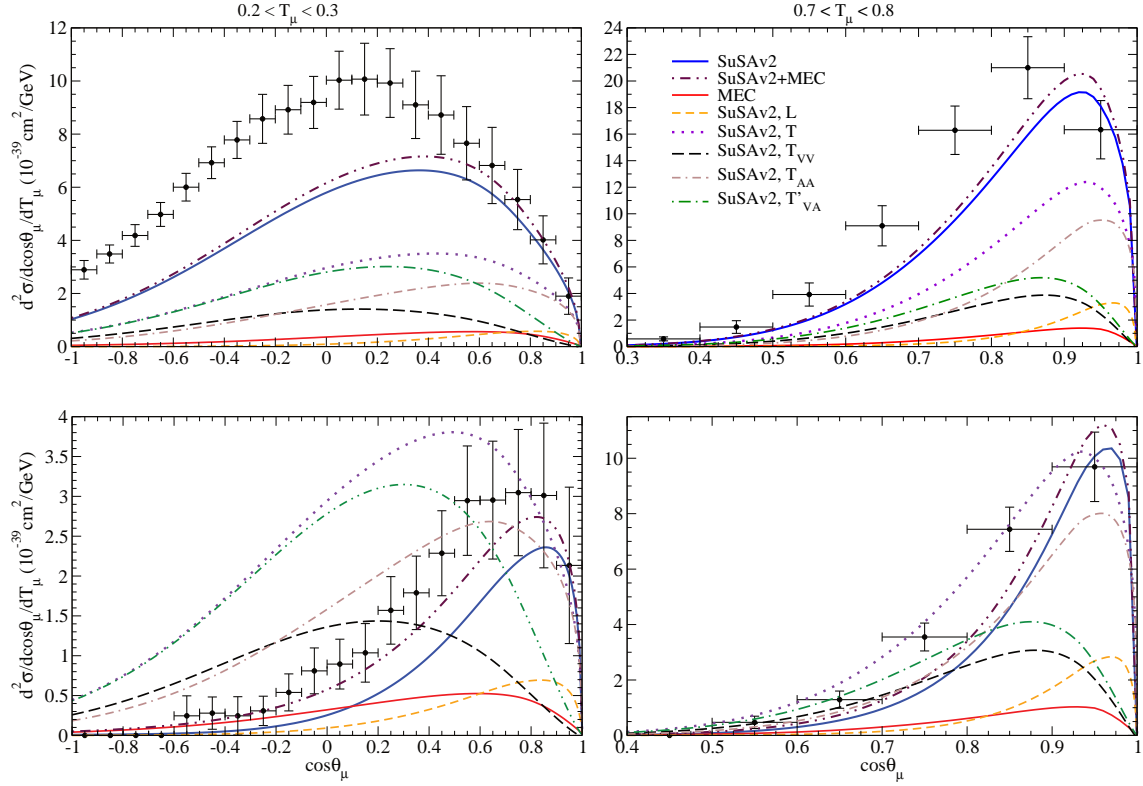 0.2 < T_μ < 0.3
0.7 < T_μ < 0.8
d²σ/dcosθ_μ/dT_μ (10⁻³⁹ cm²/GeV)
12
10
8
6
4
2
0
-1 -0.8 -0.6 -0.4 -0.2 0 0.2 0.4 0.6 0.8 1
24
22
20
18
16
14
12
10
8
6
4
2
0
0.3 0.4 0.5 0.6 0.7 0.8 0.9 1
SuSAv2
SuSAv2+MEC
MEC
SuSAv2, L
SuSAv2, T
SuSAv2, T_VV
SuSAv2, T_AA
SuSAv2, T'_VA
d²σ/dcosθ_μ/dT_μ (10⁻³⁹ cm²/GeV)
4
3.5
3
2.5
2
1.5
1
0.5
0
-1 -0.8 -0.6 -0.4 -0.2 0 0.2 0.4 0.6 0.8 1
cosθ_μ
10
8
6
4
2
0
0.4 0.5 0.6 0.7 0.8 0.9 1
cosθ_μ